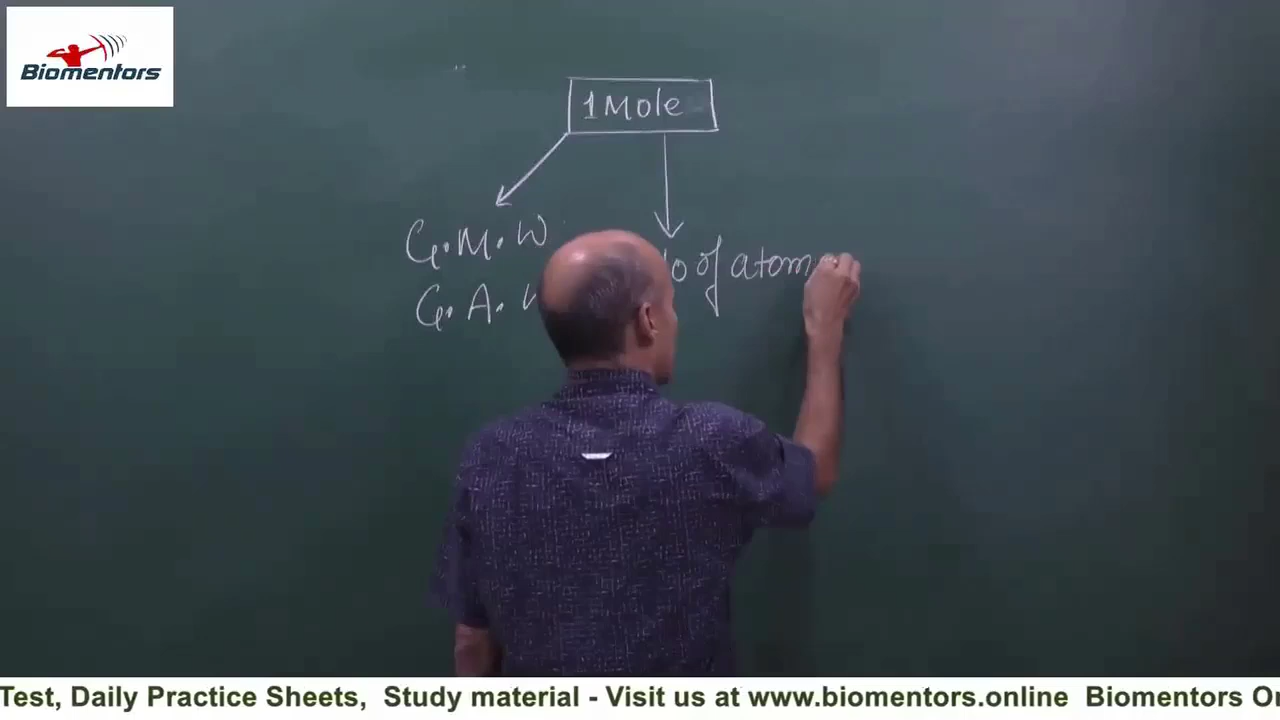 Biomentors
1 Mole
G.M.W
G.A.
of atom
Test, Daily Practice Sheets, Study material - Visit us at www.biomentors.online Biomentors